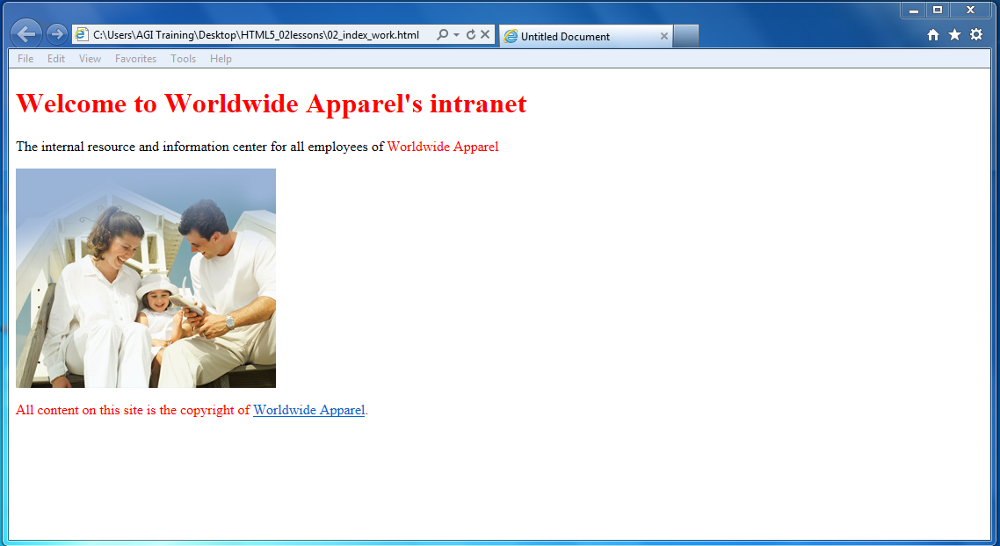 C:\Users\AGI Training\Desktop\HTML5_02lessons\02_index_work.html
Untitled Document
File Edit View Favorites Tools Help
Welcome to Worldwide Apparel's intranet
The internal resource and information center for all employees of Worldwide Apparel
All content on this site is the copyright of Worldwide Apparel.